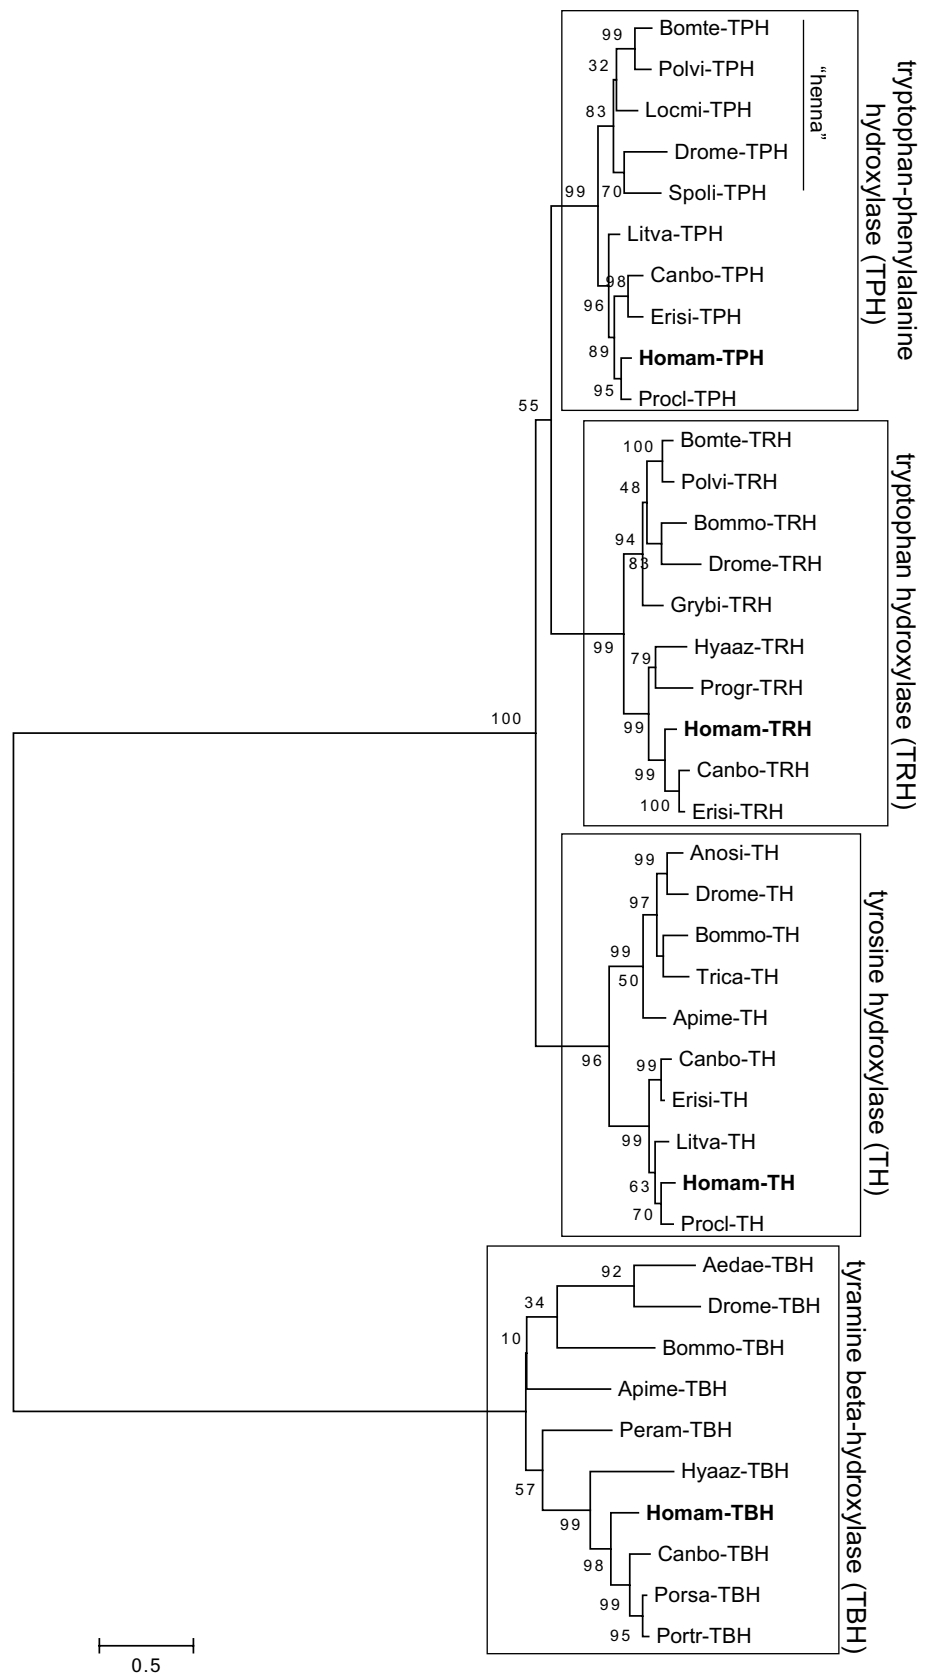 99
Bomte-TPH
32
Polvi-TPH
83
Locmi-TPH
Drome-TPH
99
70
Spoli-TPH
"henna"
Litva-TPH
98
Canbo-TPH
96
Erisi-TPH
89
Homam-TPH
95
Procl-TPH
tryptophan-phenylalanine
hydroxylase (TPH)
55
100
Bomte-TRH
48
Polvi-TRH
Bommo-TRH
94
83
Drome-TRH
Grybi-TRH
99
79
Hyaaz-TRH
Progr-TRH
99
Homam-TRH
99
Canbo-TRH
100
Erisi-TRH
tryptophan hydroxylase (TRH)
100
99
Anosi-TH
97
Drome-TH
Bommo-TH
99
50
Trica-TH
Apime-TH
96
99
Canbo-TH
Erisi-TH
99
Litva-TH
63
Homam-TH
70
Procl-TH
tyrosine hydroxylase (TH)
92
Aedae-TBH
34
Drome-TBH
10
Bommo-TBH
Apime-TBH
Peram-TBH
57
Hyaaz-TBH
99
Homam-TBH
98
Canbo-TBH
99
Porsa-TBH
95
Portr-TBH
tyramine beta-hydroxylase (TBH)
0.5